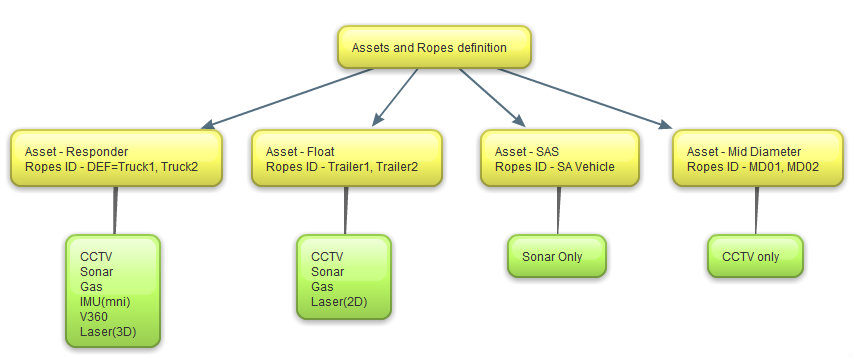 Assets and Ropes definition
Asset - Responder
Ropes ID - DEF=Truck1, Truck2
Asset - Float
Ropes ID - Trailer1, Trailer2
Asset - SAS
Ropes ID - SA Vehicle
Asset - Mid Diameter
Ropes ID - MD01, MD02
CCTV
Sonar
Gas
IMU(mni)
V360
Laser(3D)
CCTV
Sonar
Gas
Laser(2D)
Sonar Only
CCTV only